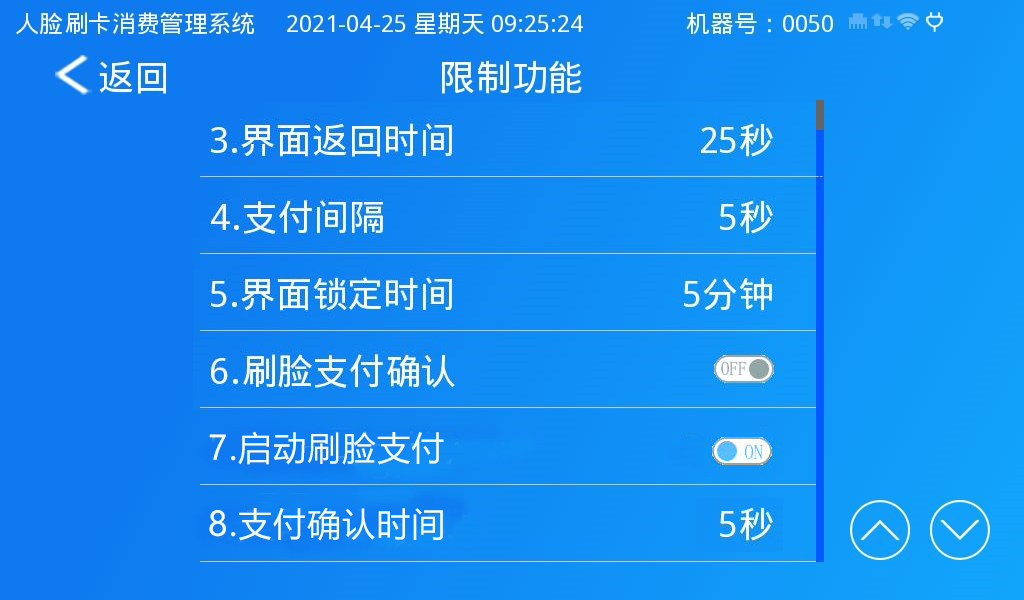 人脸刷卡消费管理系统 2021-04-25 星期天 09:25:24 机器号：0050
返回 限制功能
3.界面返回时间 25秒
4.支付间隔 5秒
5.界面锁定时间 5分钟
6.刷脸支付确认 OFF
7.启动刷脸支付 ON
8.支付确认时间 5秒